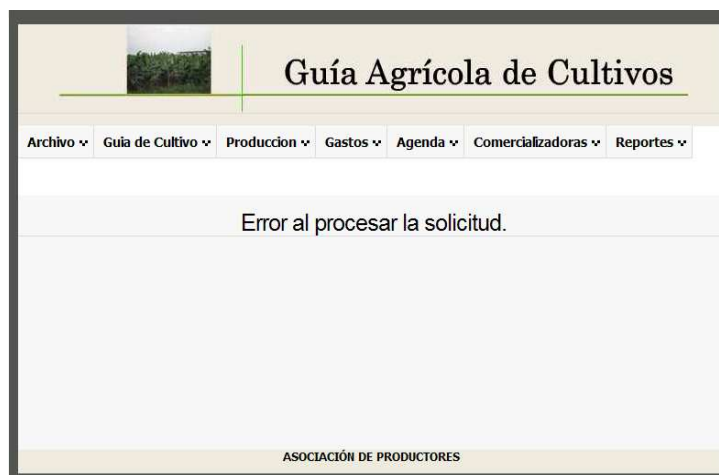 Guía Agrícola de Cultivos
Archivo Guia de Cultivo Produccion Gastos Agenda Comercializadoras Reportes
Error al procesar la solicitud.
ASOCIACIÓN DE PRODUCTORES